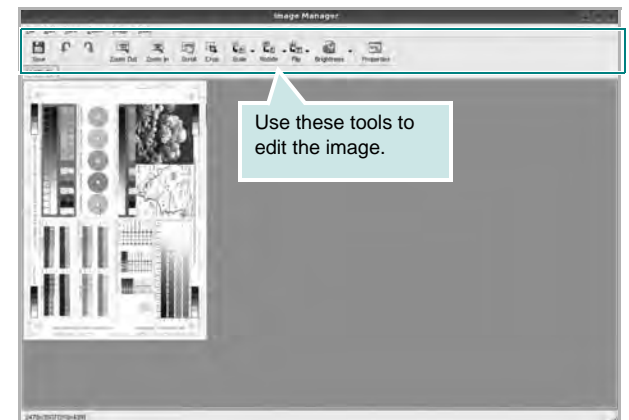 Image Manager
Save Zoom Out Zoom In Scroll Crop Scale Rotate Flip Brightness Properties
Use these tools to
edit the image.